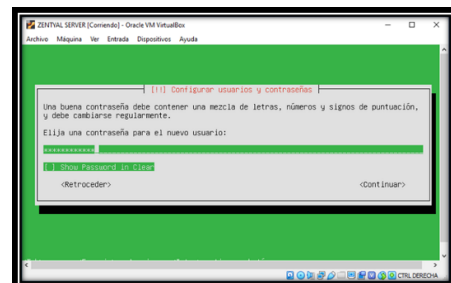 ZENTYAL SERVER [Corriendo] - Oracle VM VirtualBox
Archivo Máquina Ver Entrada Dispositivos Ayuda
[!!] Configurar usuarios y contraseñas
Una buena contraseña debe contener una mezcla de letras, números y signos de puntuación,
y debe cambiarse regularmente.
Elija una contraseña para el nuevo usuario:
[ ] Show Password in Clear
<Retroceder> <Continuar>
CTRL DERECHA